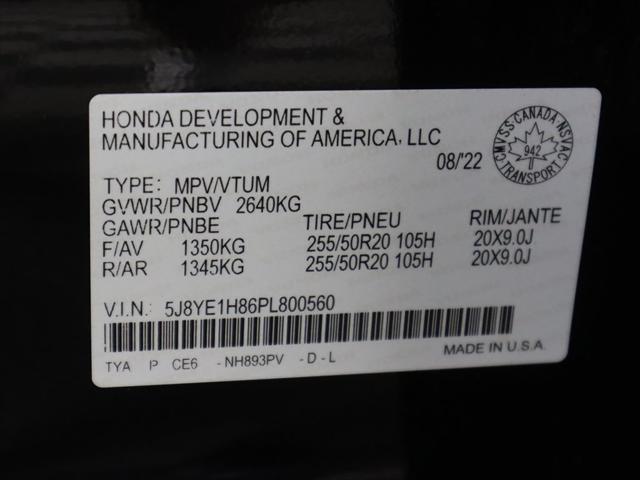 HONDA DEVELOPMENT &
MANUFACTURING OF AMERICA, LLC
08/'22
CMVSS CANADA NSVAC
942
TRANSPORT
TYPE: MPV/VTUM
GVWR/PNBV 2640KG
GAWR/PNBE TIRE/PNEU RIM/JANTE
F/AV 1350KG 255/50R20 105H 20X9.0J
R/AR 1345KG 255/50R20 105H 20X9.0J
V.I.N.: 5J8YE1H86PL800560
TYA P CE6 -NH893PV -D-L
MADE IN U.S.A.